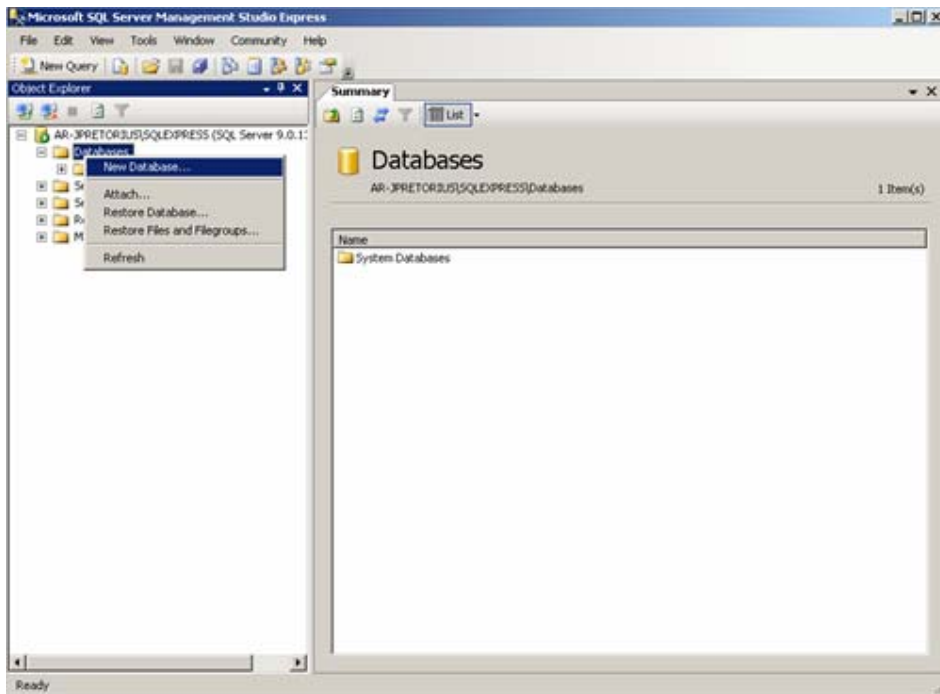 Microsoft SQL Server Management Studio Express
File Edit View Tools Window Community Help
New Query
Object Explorer
Summary
List
AR-JPRETORIUS\SQLEXPRESS (SQL Server 9.0.1
Databases
New Database...
Attach...
Restore Database...
Restore Files and Filegroups...
Refresh
Se
Se
R
M
Databases
AR-JPRETORIUS\SQLEXPRESS\Databases
1 Item(s)
Name
System Databases
Ready